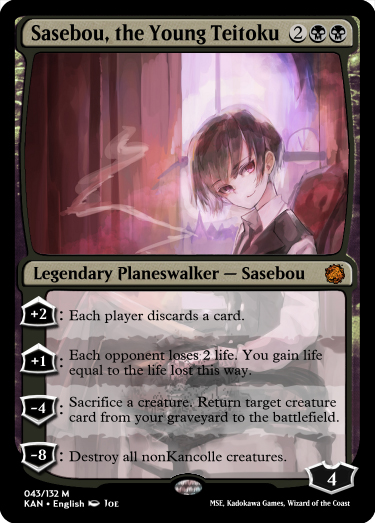 Sasebou, the Young Teitoku 2
Legendary Planeswalker — Sasebou
+2: Each player discards a card.
+1: Each opponent loses 2 life. You gain life
equal to the life lost this way.
-4: Sacrifice a creature. Return target creature
card from your graveyard to the battlefield.
-8: Destroy all nonKancolle creatures.
4
043/132 M
KAN • English JOE
MSE, Kadokawa Games, Wizard of the Coast